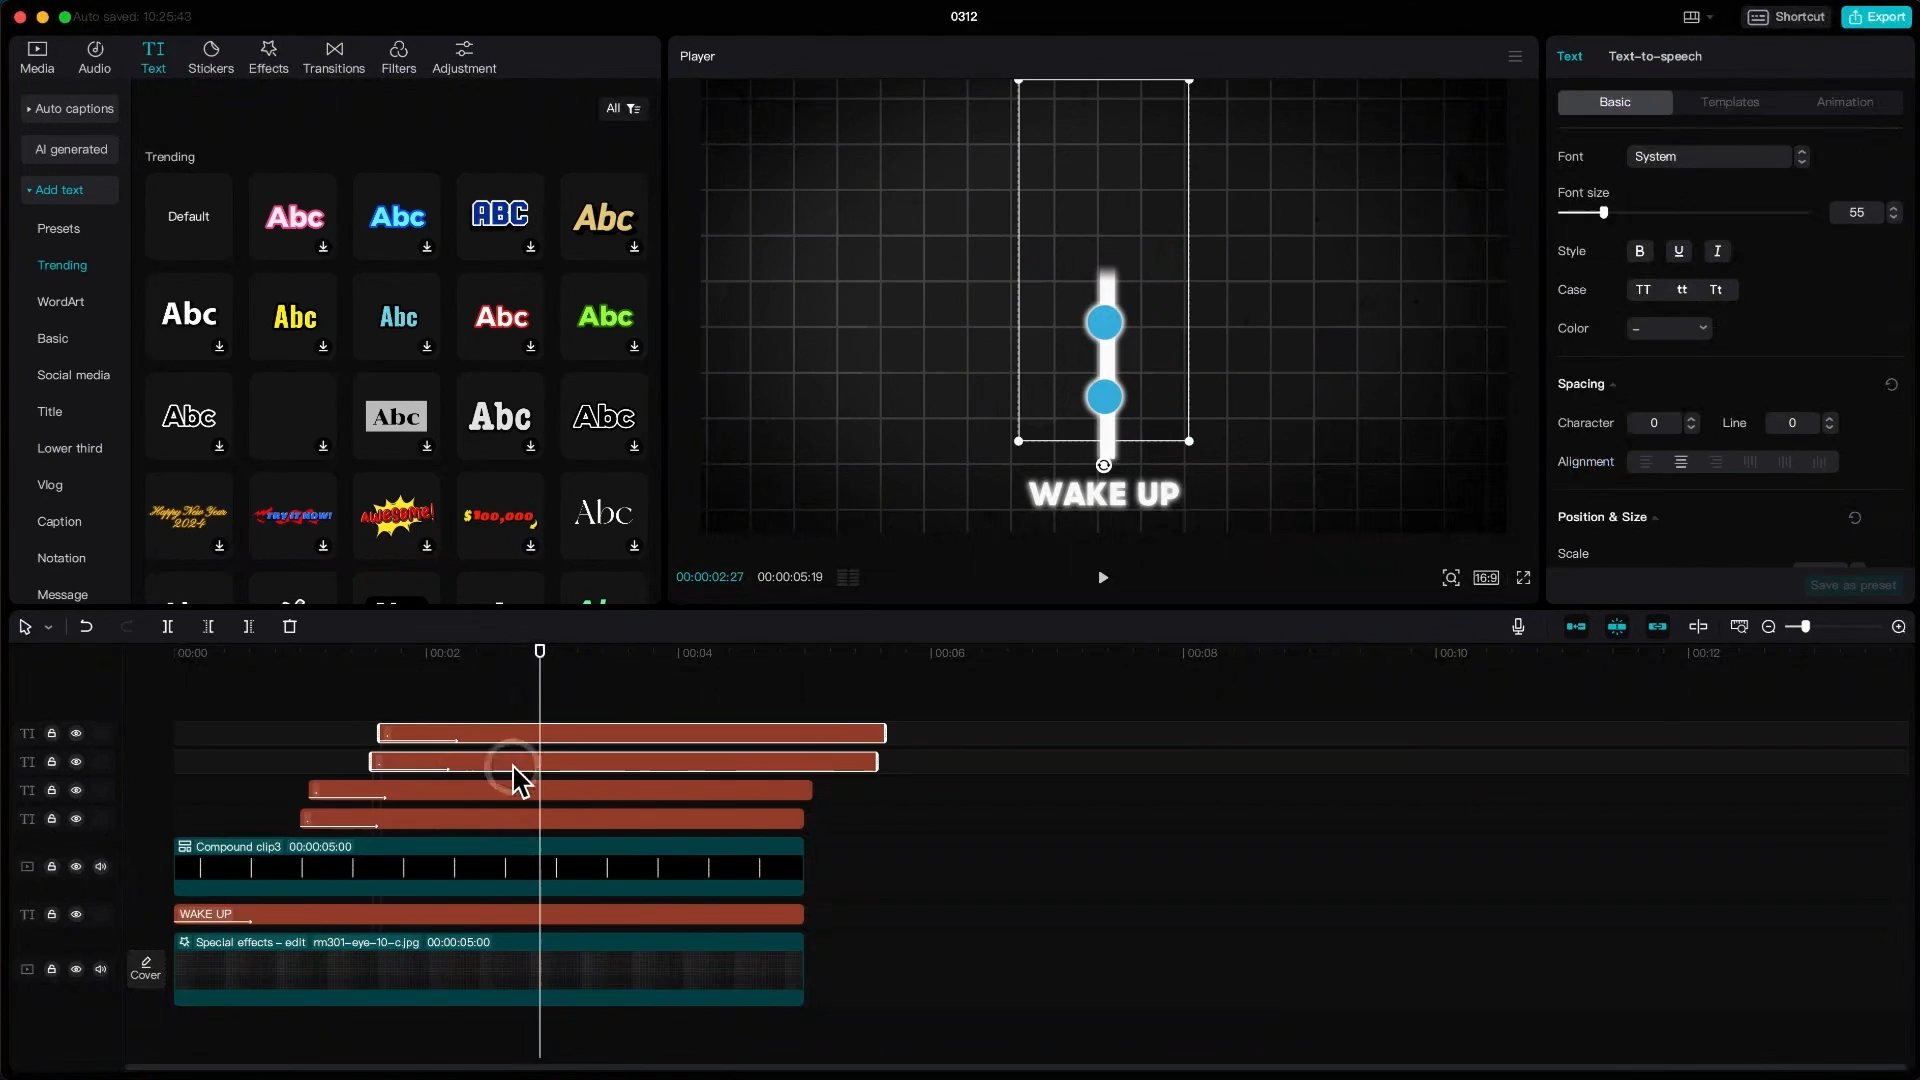 Auto saved: 10:25:43
0312
Shortcut
Export
Media
Audio
TI
Text
Stickers
Effects
Transitions
Filters
Adjustment
Player
Text
Text-to-speech
Auto captions
AI generated
Add text
Presets
Trending
WordArt
Basic
Social media
Title
Lower third
Vlog
Caption
Notation
Message
All
Trending
Default
Abc
Abc
ABC
Abc
Abc
Abc
Abc
Abc
Abc
Abc
Abc
Abc
Abc
Happy New Year
2024
TRY IT NOW!
AWESOME!
$100,000
Abc
WAKE UP
00:00:02:27
00:00:05:19
16:9
Basic
Templates
Animation
Font
System
Font size
55
Style
B
U
I
Case
TT
tt
Tt
Color
–
Spacing
Character
0
Line
0
Alignment
Position & Size
Scale
Save as preset
00:00
00:02
00:04
00:06
00:08
00:10
00:12
TI
TI
TI
TI
Compound clip3 00:00:05:00
TI
WAKE UP
Special effects – edit rm301-eye-10-c.jpg 00:00:05:00
Cover